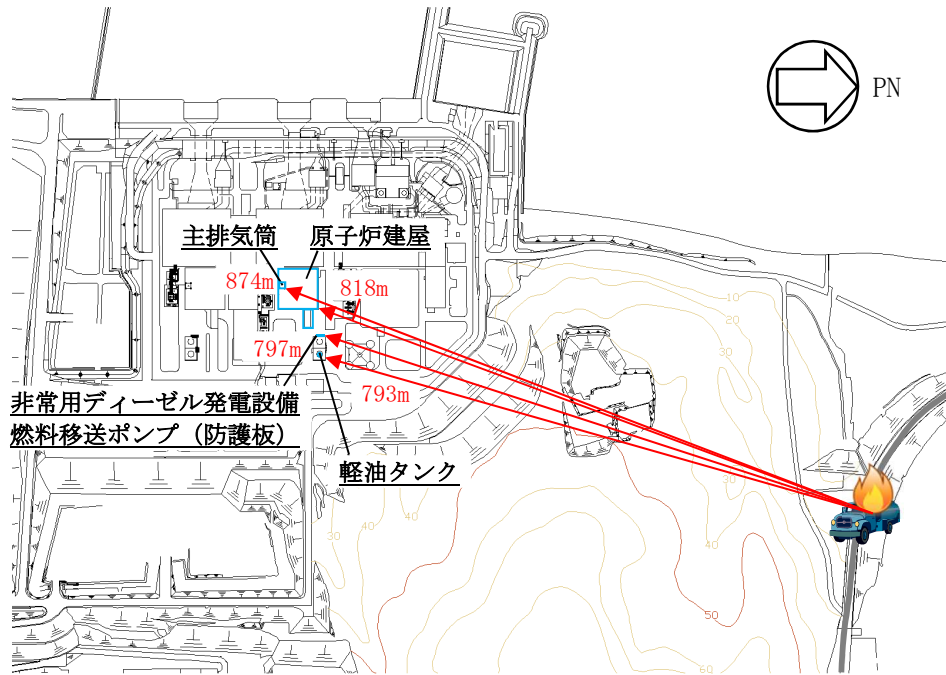 PN
主排気筒
原子炉建屋
874m
818m
797m
793m
非常用ディーゼル発電設備
燃料移送ポンプ（防護板）
軽油タンク
10
20
30
30
40
40
30
40
50
60